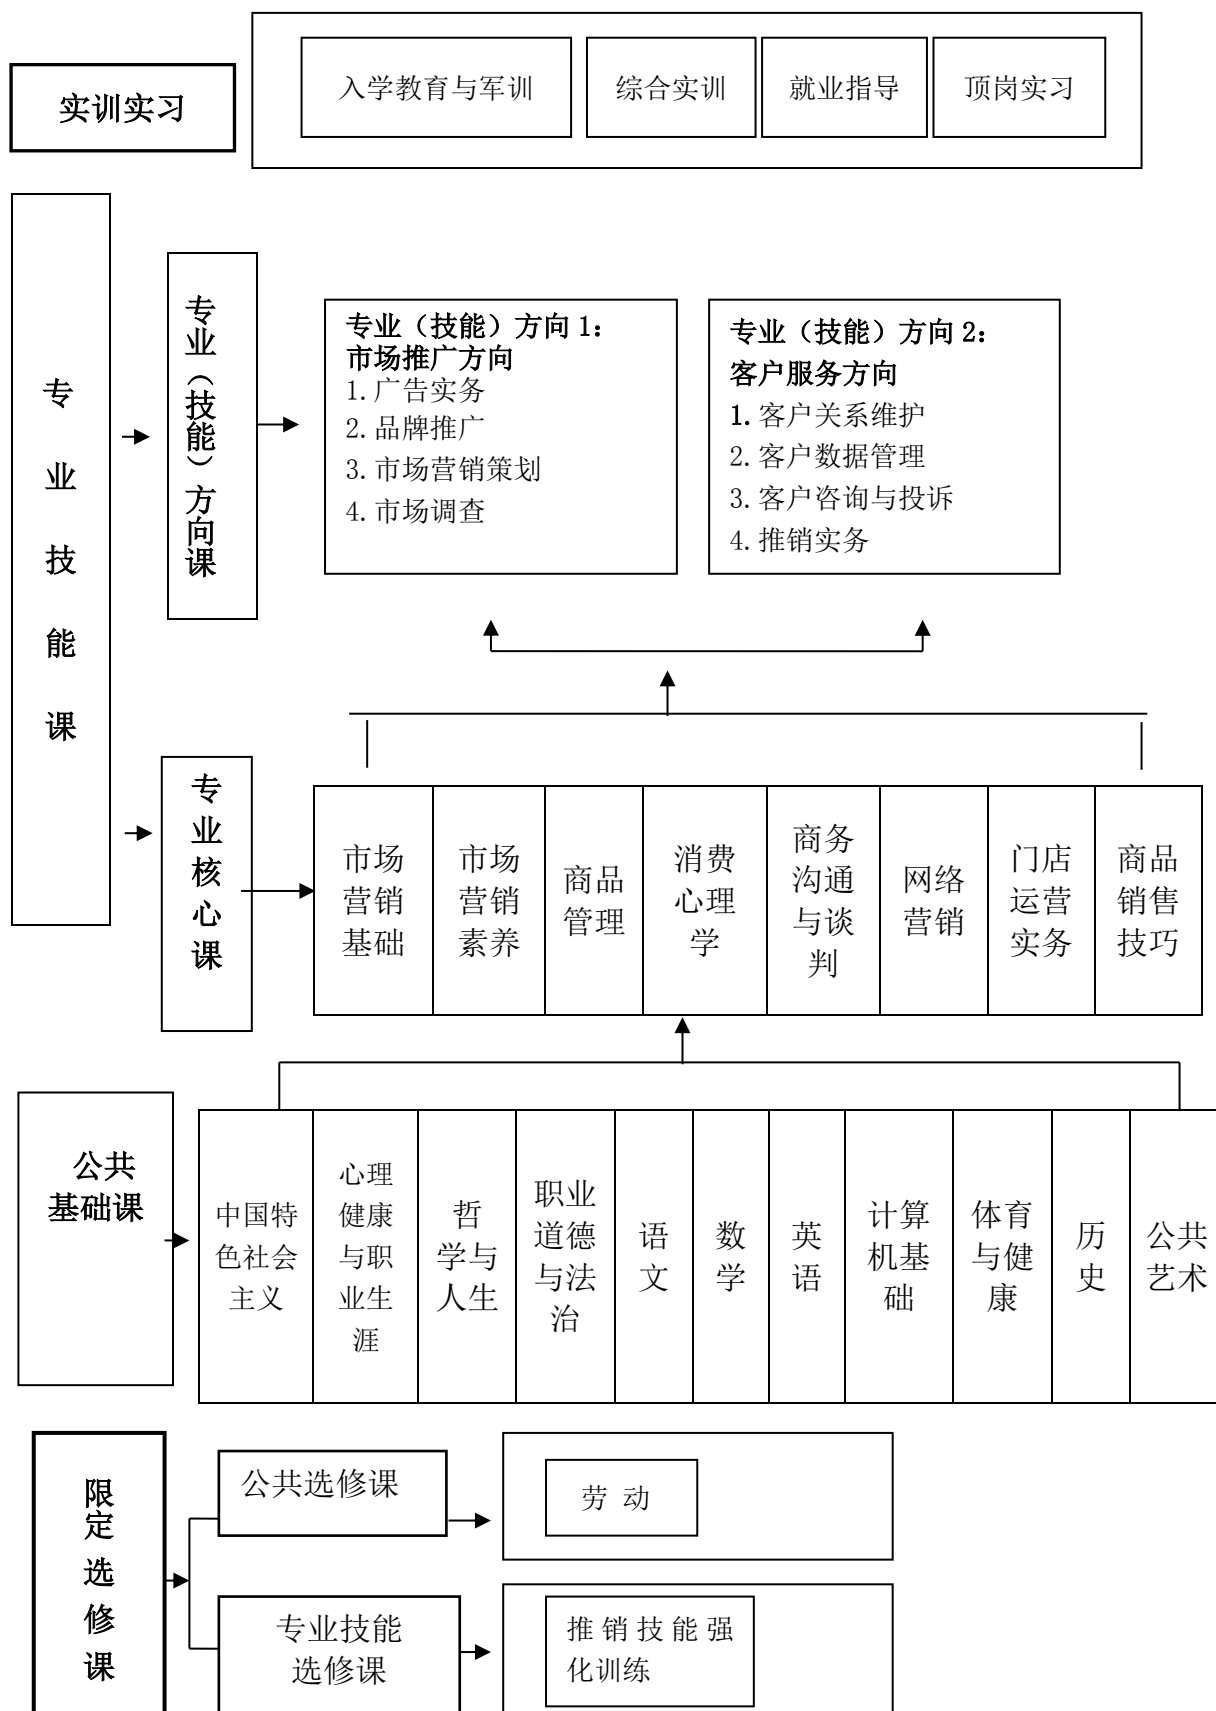 实训实习
入学教育与军训
综合实训
就业指导
顶岗实习
专
业
技
能
课
专
业
（
技
能
）
方
向
课
专业（技能）方向 1：
市场推广方向
1.广告实务
2.品牌推广
3.市场营销策划
4.市场调查
专业（技能）方向 2：
客户服务方向
1.客户关系维护
2.客户数据管理
3.客户咨询与投诉
4.推销实务
专
业
核
心
课
市场
营销
基础
市场
营销
素养
商品
管理
消费
心理
学
商务
沟通
与谈
判
网络
营销
门店
运营
实务
商品
销售
技巧
公共
基础课
中国特
色社会
主义
心理
健康
与职
业生
涯
哲
学与
人生
职业
道德
与法
治
语
文
数
学
英
语
计算
机基
础
体育
与健
康
历
史
公共
艺术
限
定
选
修
课
公共选修课
劳 动
专业技能
选修课
推销技能强
化训练